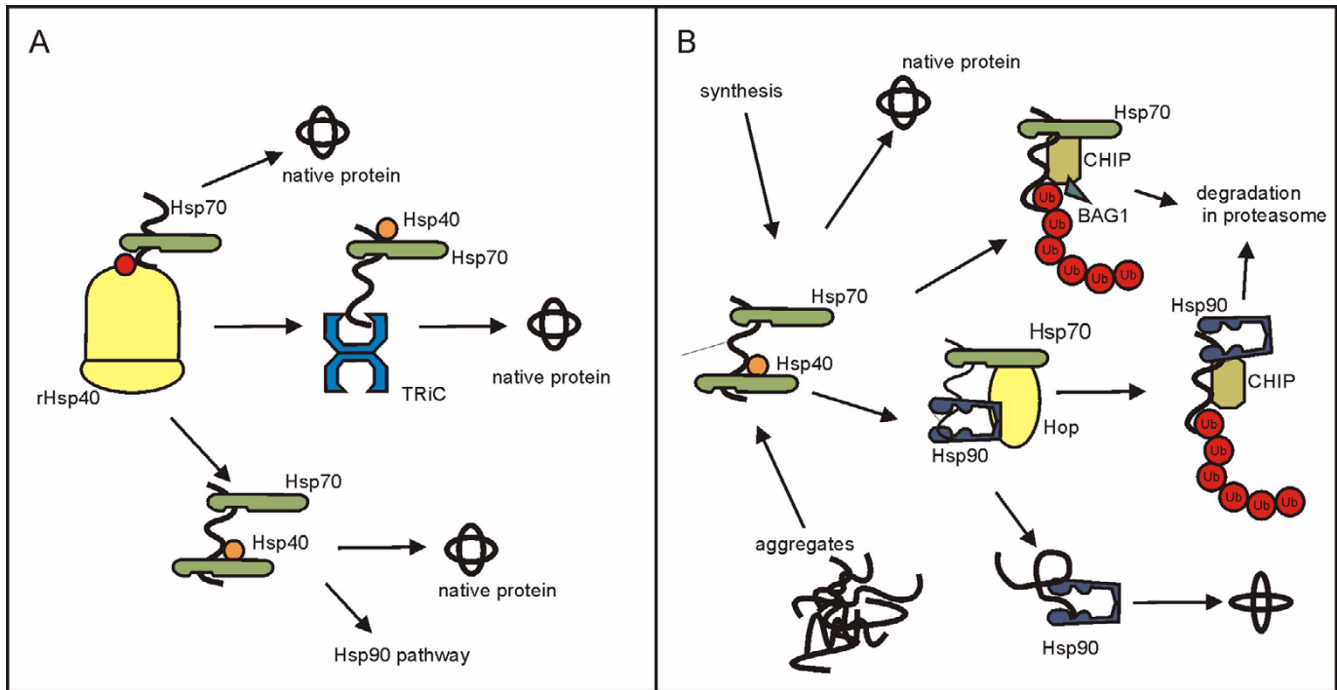 A
native protein
Hsp70
Hsp40
Hsp70
rHsp40
TRiC
native protein
Hsp70
Hsp40
native protein
Hsp90 pathway
B
synthesis
native protein
Hsp70
CHIP
Ub
BAG1
Ub
Ub
Ub
Ub
Ub
degradation
in proteasome
Hsp70
Hsp40
Hsp70
Hop
Hsp90
Hsp90
CHIP
Ub
Ub
Ub
Ub
Ub
Ub
aggregates
Hsp90